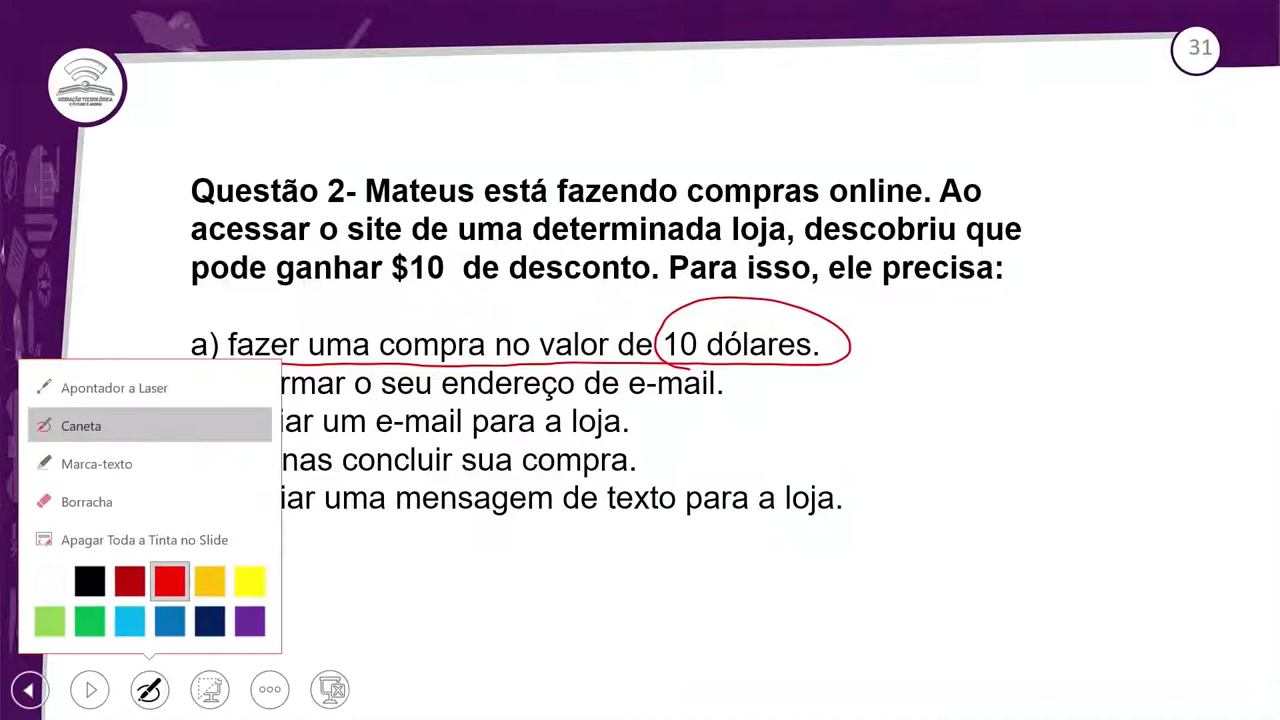 31
MEDIAÇÃO TECNOLÓGICA
Questão 2- Mateus está fazendo compras online. Ao
acessar o site de uma determinada loja, descobriu que
pode ganhar $10 de desconto. Para isso, ele precisa:
a) fazer uma compra no valor de 10 dólares.
rmar o seu endereço de e-mail.
iar um e-mail para a loja.
nas concluir sua compra.
iar uma mensagem de texto para a loja.
Apontador a Laser
Caneta
Marca-texto
Borracha
Apagar Toda a Tinta no Slide